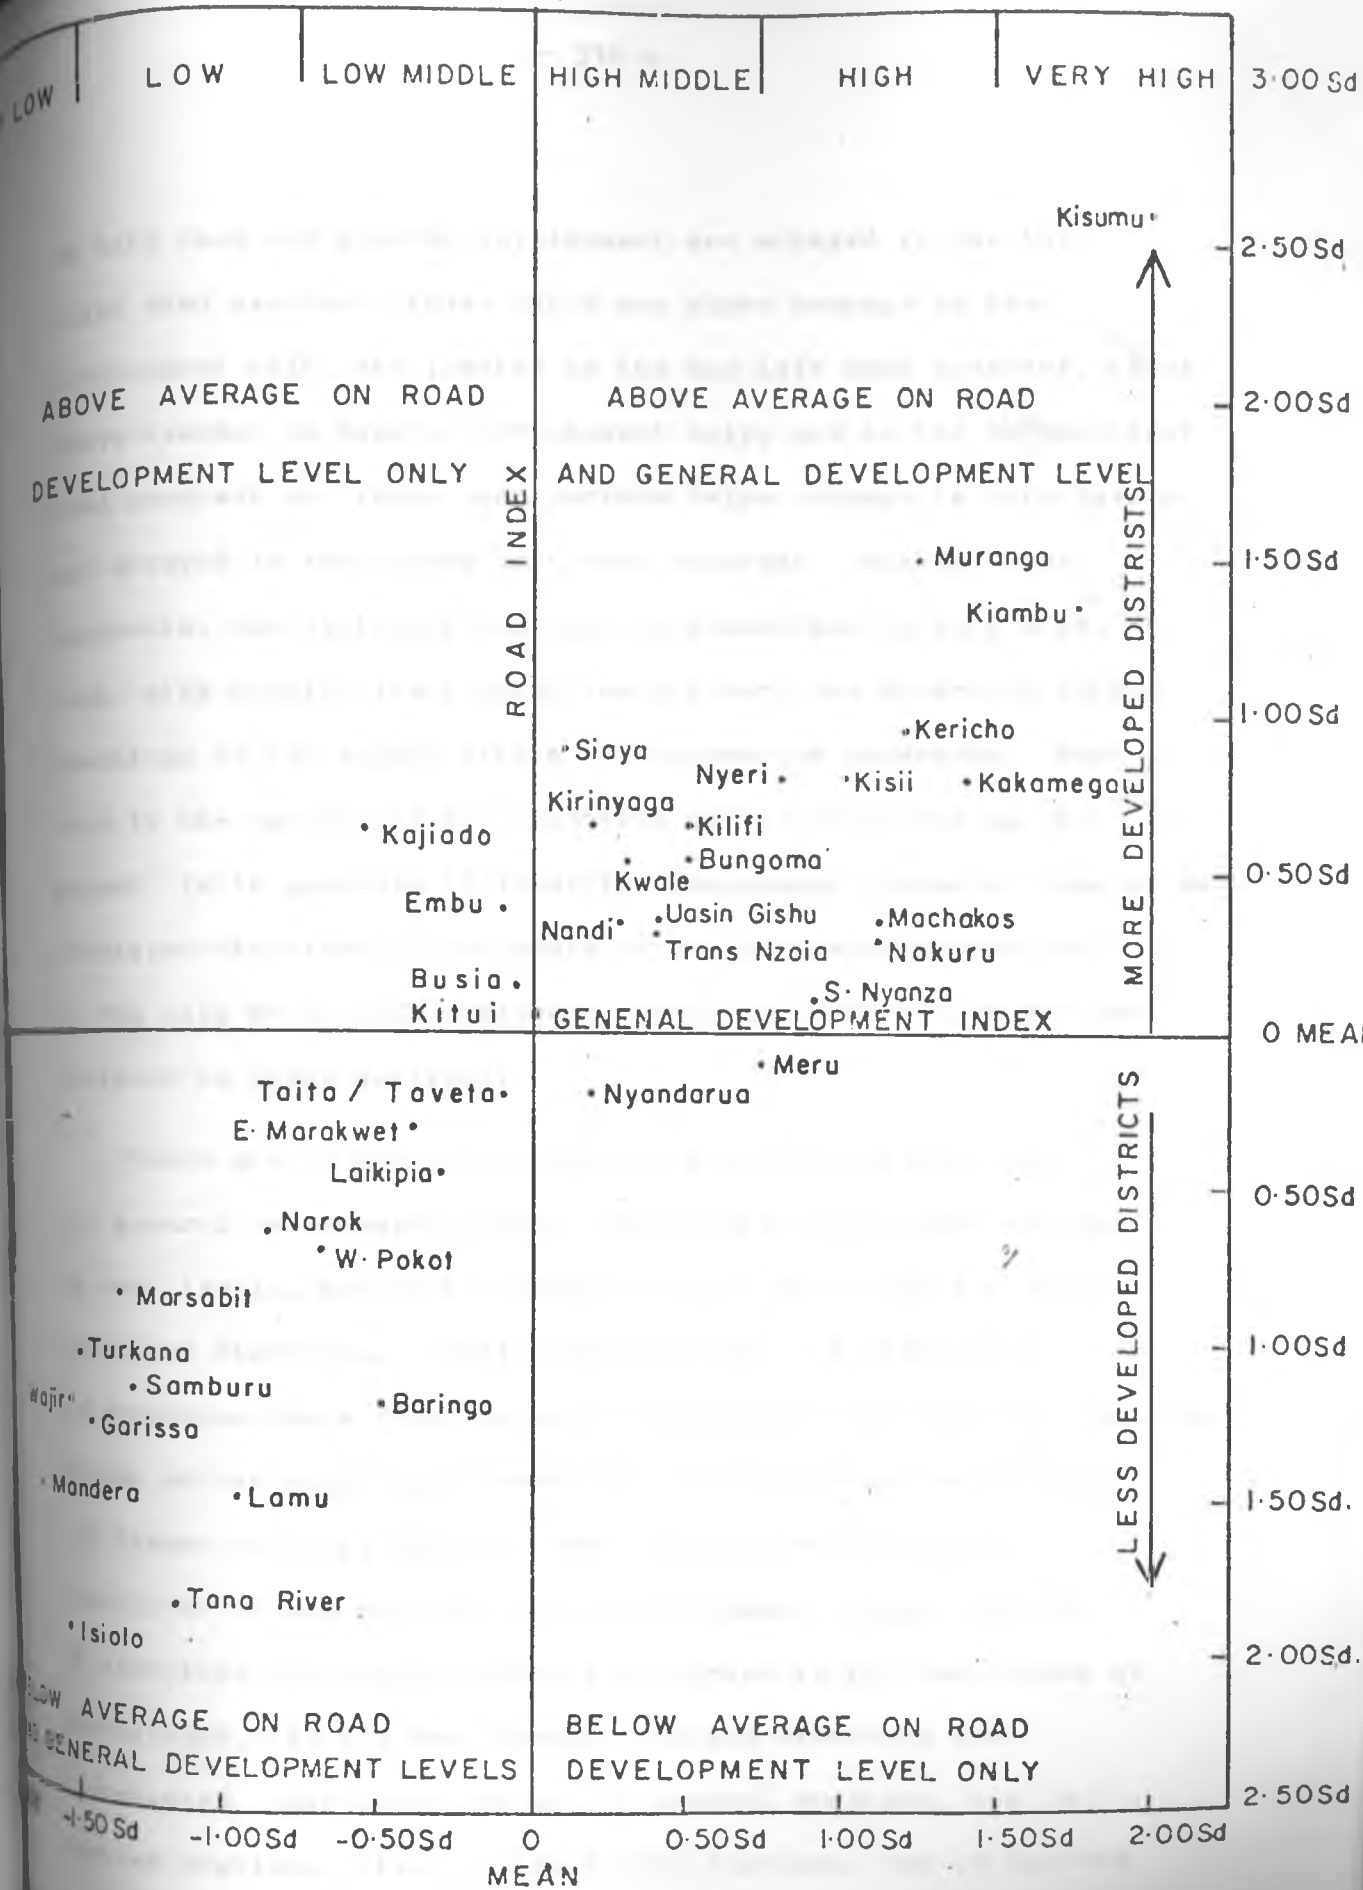 LOW LOW LOW MIDDLE HIGH MIDDLE HIGH VERY HIGH 3·00 Sd
Kisumu
2·50 Sd
ABOVE AVERAGE ON ROAD
DEVELOPMENT LEVEL ONLY
ABOVE AVERAGE ON ROAD
AND GENERAL DEVELOPMENT LEVEL
2·00Sd
ROAD INDEX
MORE DEVELOPED DISTRISTS
Muranga
1·50Sd
Kiambu
1·00Sd
Kericho
Siaya
Nyeri
Kisii
Kakamega
Kirinyaga
Kajiado
Kilifi
Bungoma
Kwale
0·50Sd
Embu
Uasin Gishu
Machakos
Nandi
Trans Nzoia
Nakuru
Busia
S· Nyanza
Kitui
GENENAL DEVELOPMENT INDEX
0 MEAN
Meru
Taita / Taveta
Nyandarua
LESS DEVELOPED DISTRICTS
E· Marakwet
Laikipia
0·50Sd
Narok
W· Pokot
Marsabit
Turkana
1·00Sd
Samburu
Wajir
Baringo
Garissa
Mandera
Lamu
1·50Sd.
Tana River
Isiolo
2·00Sd.
BELOW AVERAGE ON ROAD
GENERAL DEVELOPMENT LEVELS
BELOW AVERAGE ON ROAD
DEVELOPMENT LEVEL ONLY
2·50Sd
-1·50Sd -1·00Sd -0·50Sd 0 0·50Sd 1·00Sd 1·50Sd 2·00Sd
MEAN